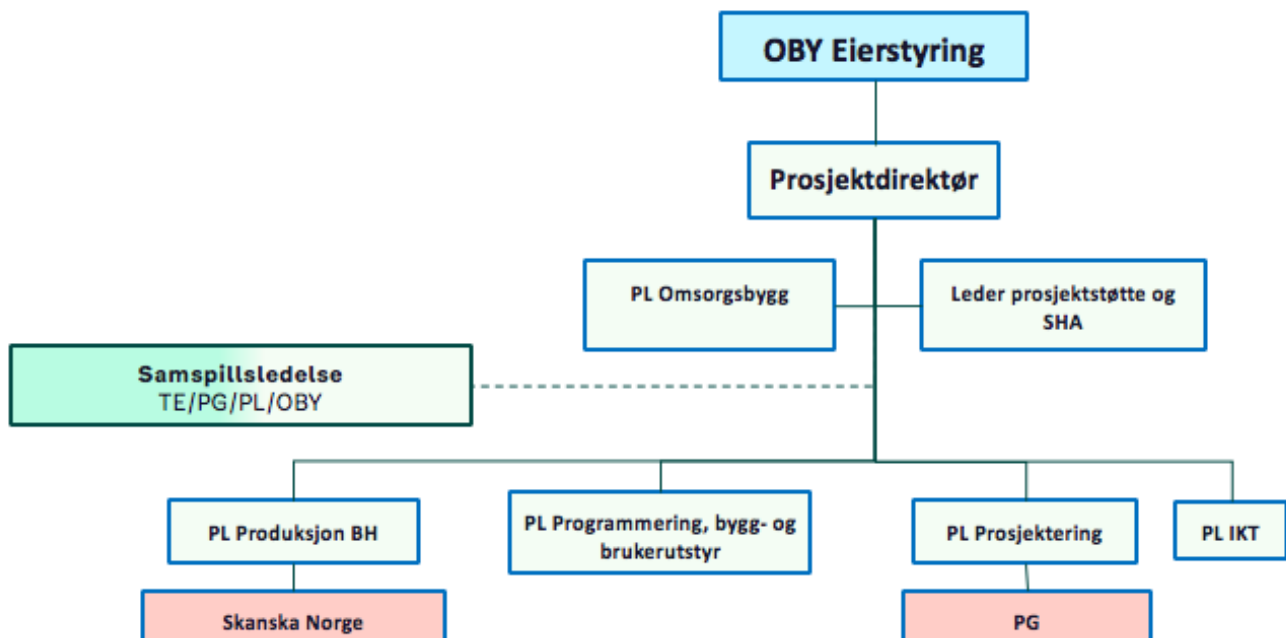 OBY Eierstyring
Prosjektdirektør
PL Omsorgsbygg
Leder prosjektstøtte og
SHA
Samspillsledelse
TE/PG/PL/OBY
PL Produksjon BH
PL Programmering, bygg- og
brukerutstyr
PL Prosjektering
PL IKT
Skanska Norge
PG